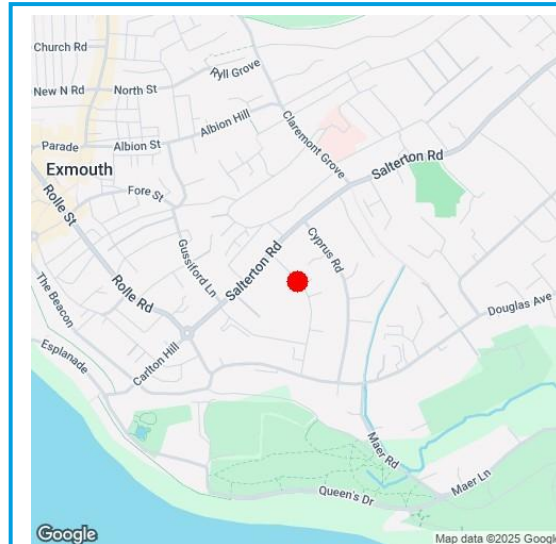 Church Rd
Ryll Grove
New N Rd
North St
Albion Hill
Claremont Grove
Parade
Albion St
Salterton Rd
Exmouth
Fore St
Rolle St
Gussiford Ln
Salterton Rd
Cyprus Rd
The Beacon
Rolle Rd
Douglas Ave
Esplanade
Carlton Hill
Maer Rd
Maer Ln
Queen's Dr
Google
Map data ©2025 Google